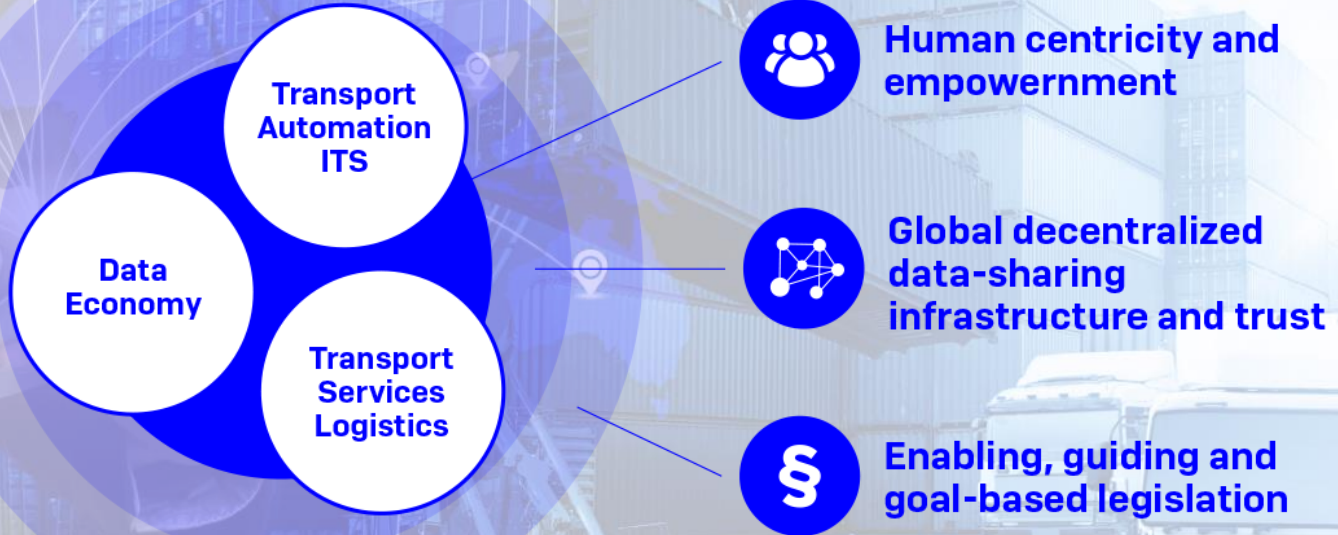 Transport
Automation
ITS
Data
Economy
Transport
Services
Logistics
Human centricity and
empowernment
Global decentralized
data-sharing
infrastructure and trust
§
Enabling, guiding and
goal-based legislation